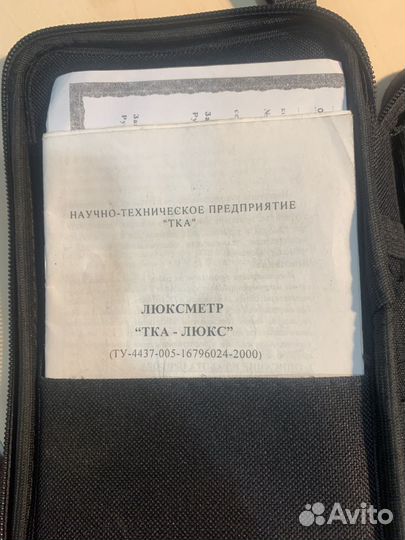 НАУЧНО-ТЕХНИЧЕСКОЕ ПРЕДПРИЯТИЕ
"ТКА"
ЛЮКСМЕТР
"ТКА - ЛЮКС"
(ТУ-4437-005-16796024-2000)
Avito